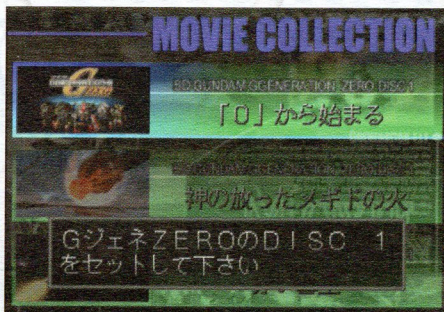 MOVIE COLLECTION
SD GUNDAM GGENERATION-ZERO DISC 1
「0」から始まる
神の放ったメギドの火
GジェネZEROのDISC 1
をセットして下さい